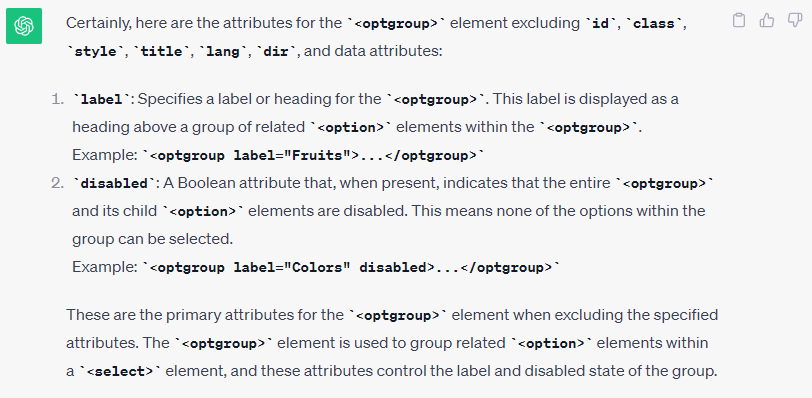 Certainly, here are the attributes for the `<optgroup>` element excluding `id`, `class`,
`style`, `title`, `lang`, `dir`, and data attributes:
1. `label`: Specifies a label or heading for the `<optgroup>`. This label is displayed as a
heading above a group of related `<option>` elements within the `<optgroup>`.
Example: `<optgroup label="Fruits">...</optgroup>`
2. `disabled`: A Boolean attribute that, when present, indicates that the entire `<optgroup>`
and its child `<option>` elements are disabled. This means none of the options within the
group can be selected.
Example: `<optgroup label="Colors" disabled>...</optgroup>`
These are the primary attributes for the `<optgroup>` element when excluding the specified
attributes. The `<optgroup>` element is used to group related `<option>` elements within
a `<select>` element, and these attributes control the label and disabled state of the group.